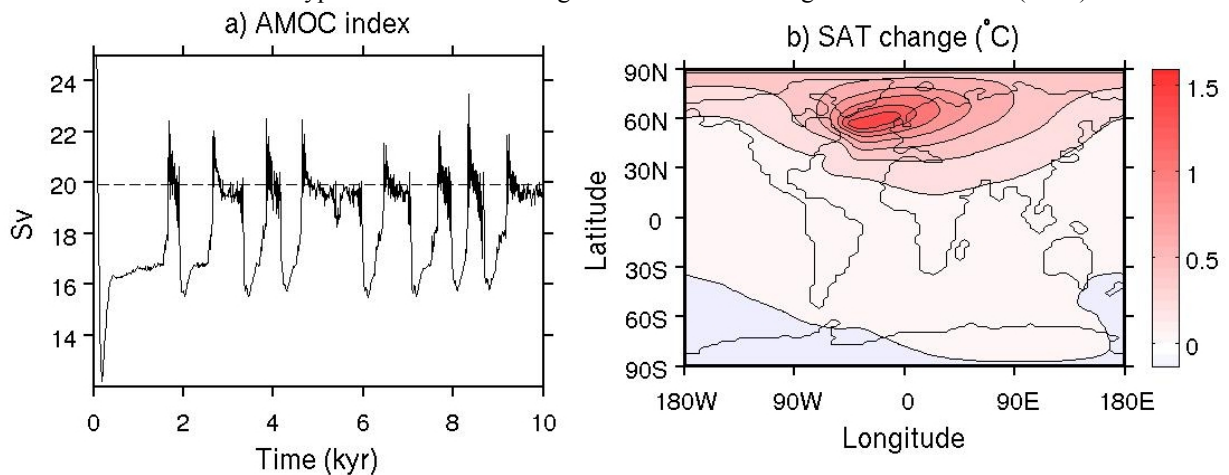 a) AMOC index
24
22
20
18
16
14
Sv
0 2 4 6 8 10
Time (kyr)
b) SAT change (°C)
90N
60N
30N
0
30S
60S
90S
Latitude
180W 90W 0 90E 180E
Longitude
1.5
1
0.5
0